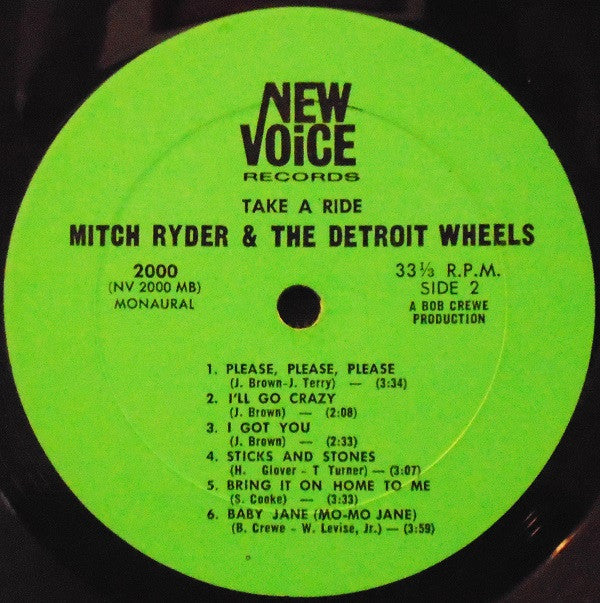 NEW
VOiCE
RECORDS
TAKE A RIDE
MITCH RYDER & THE DETROIT WHEELS
2000
(NV 2000 MB)
MONAURAL
33⅓ R.P.M.
SIDE 2
A BOB CREWE
PRODUCTION
1. PLEASE, PLEASE, PLEASE
(J. Brown-J. Terry) — (3:34)
2. I'LL GO CRAZY
(J. Brown) — (2:08)
3. I GOT YOU
(J. Brown) — (2:33)
4. STICKS AND STONES
(H. Glover - T Turner) — (3:07)
5. BRING IT ON HOME TO ME
(S. Cooke) — (3:33)
6. BABY JANE (MO-MO JANE)
(B. Crewe - W. Levise, Jr.) — (3:59)